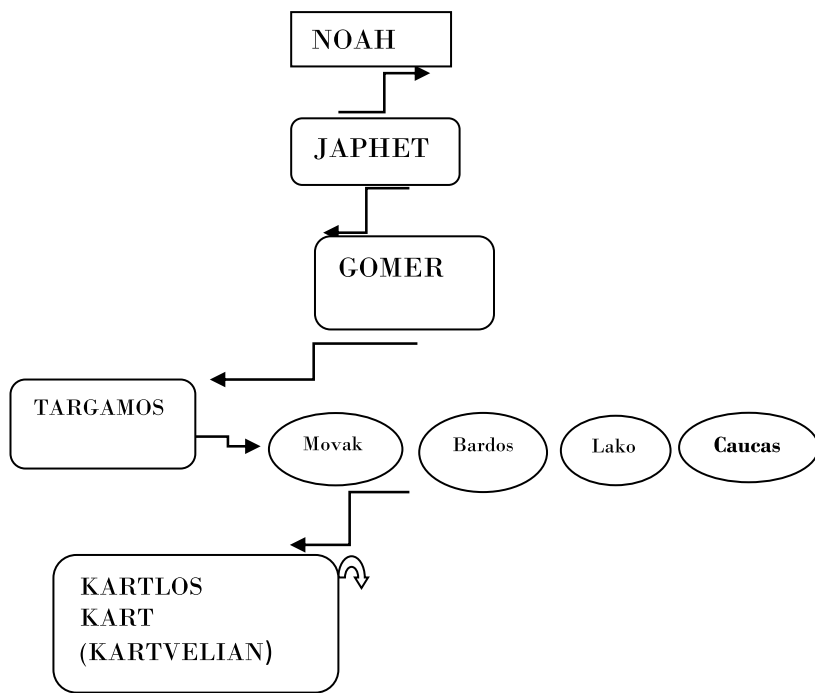 NOAH
JAPHET
GOMER
TARGAMOS
Movak
Bardos
Lako
Caucas
KARTLOS
KART
(KARTVELIAN)